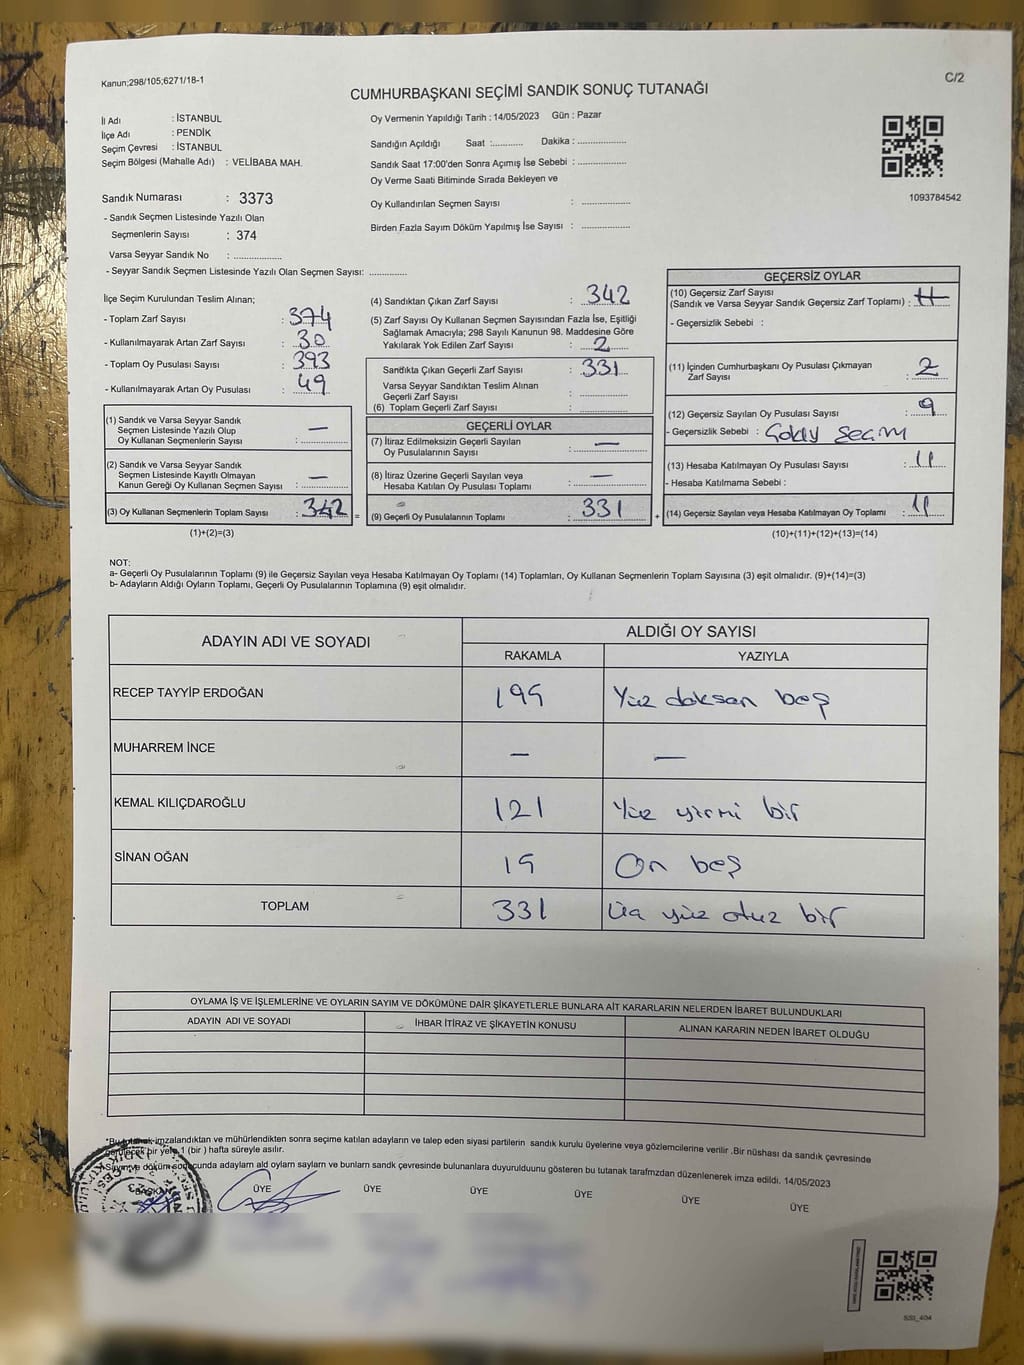 Kanun;298/105;6271/18-1
C/2
CUMHURBAŞKANI SEÇİMİ SANDIK SONUÇ TUTANAĞI
İl Adı : İSTANBUL
İlçe Adı : PENDİK
Seçim Çevresi : İSTANBUL
Seçim Bölgesi (Mahalle Adı) : VELİBABA MAH.
Oy Vermenin Yapıldığı Tarih : 14/05/2023 Gün : Pazar
Sandığın Açıldığı Saat :........... Dakika :................
Sandık Saat 17:00'den Sonra Açımış İse Sebebi : ................
Oy Verme Saati Bitiminde Sırada Bekleyen ve
Oy Kullandırılan Seçmen Sayısı : ................
Birden Fazla Sayım Döküm Yapılmış İse Sayısı : ................
1093784542
Sandık Numarası : 3373
- Sandık Seçmen Listesinde Yazılı Olan
Seçmenlerin Sayısı : 374
Varsa Seyyar Sandık No : ................
- Seyyar Sandık Seçmen Listesinde Yazılı Olan Seçmen Sayısı: ............
İlçe Seçim Kurulundan Teslim Alınan;
- Toplam Zarf Sayısı : 374
- Kullanılmayarak Artan Zarf Sayısı : 30
- Toplam Oy Pusulası Sayısı : 393
- Kullanılmayarak Artan Oy Pusulası : 49
(1) Sandık ve Varsa Seyyar Sandık
Seçmen Listesinde Yazılı Olup
Oy Kullanan Seçmenlerin Sayısı : —
(2) Sandık ve Varsa Seyyar Sandık
Seçmen Listesinde Kayıtlı Olmayan
Kanun Gereği Oy Kullanan Seçmen Sayısı : —
(3) Oy Kullanan Seçmenlerin Toplam Sayısı : 342 =
(1)+(2)=(3)
(4) Sandıktan Çıkan Zarf Sayısı : 342
(5) Zarf Sayısı Oy Kullanan Seçmen Sayısından Fazla İse, Eşitliği
Sağlamak Amacıyla; 298 Sayılı Kanunun 98. Maddesine Göre
Yakılarak Yok Edilen Zarf Sayısı : 2
Sandıkta Çıkan Geçerli Zarf Sayısı : 331
Varsa Seyyar Sandıktan Teslim Alınan
Geçerli Zarf Sayısı : ................
(6) Toplam Geçerli Zarf Sayısı : ................
GEÇERLİ OYLAR
(7) İtiraz Edilmeksizin Geçerli Sayılan
Oy Pusulalarının Sayısı : —
(8) İtiraz Üzerine Geçerli Sayılan veya
Hesaba Katılan Oy Pusulası Toplamı : —
(9) Geçerli Oy Pusulalarının Toplamı : 331 +
GEÇERSİZ OYLAR
(10) Geçersiz Zarf Sayısı
(Sandık ve Varsa Seyyar Sandık Geçersiz Zarf Toplamı) : 11
- Geçersizlik Sebebi :
(11) İçinden Cumhurbaşkanı Oy Pusulası Çıkmayan
Zarf Sayısı : 2
(12) Geçersiz Sayılan Oy Pusulası Sayısı : 9
- Geçersizlik Sebebi :
(13) Hesaba Katılmayan Oy Pusulası Sayısı : 11
- Hesaba Katılmama Sebebi :
(14) Geçersiz Sayılan veya Hesaba Katılmayan Oy Toplamı : 11
(10)+(11)+(12)+(13)=(14)
NOT:
a- Geçerli Oy Pusulalarının Toplamı (9) ile Geçersiz Sayılan veya Hesaba Katılmayan Oy Toplamı (14) Toplamları, Oy Kullanan Seçmenlerin Toplam Sayısına (3) eşit olmalıdır. (9)+(14)=(3)
b- Adayların Aldığı Oyların Toplamı, Geçerli Oy Pusulalarının Toplamına (9) eşit olmalıdır.
ADAYIN ADI VE SOYADI
ALDIĞI OY SAYISI
RAKAMLA YAZIYLA
RECEP TAYYİP ERDOĞAN 195 Yüz doksan beş
MUHARREM İNCE — —
KEMAL KILIÇDAROĞLU 121 Yüz yirmi bir
SİNAN OĞAN 15 On beş
TOPLAM 331 Üç yüz otuz bir
OYLAMA İŞ VE İŞLEMLERİNE VE OYLARIN SAYIM VE DÖKÜMÜNE DAİR ŞİKAYETLERLE BUNLARA AİT KARARLARIN NELERDEN İBARET BULUNDUKLARI
ADAYIN ADI VE SOYADI İHBAR İTİRAZ VE ŞİKAYETİN KONUSU ALINAN KARARIN NEDEN İBARET OLDUĞU
*Bu tutanak imzalandıktan ve mühürlendikten sonra seçime katılan adayların ve talep eden siyasi partilerin sandık kurulu üyelerine veya gözlemcilerine verilir .Bir nüshası da sandık çevresinde
görülecek bir yere 1 (bir ) hafta süreyle asılır.
Sayım ve döküm sonucunda adayların ald oyların sayların ve bunların sandk çevresinde bulunanlara duyurulduunu gösteren bu tutanak tarafmzdan düzenlenerek imza edildi. 14/05/2023
BAŞKAN ÜYE ÜYE ÜYE ÜYE ÜYE ÜYE
SSI_404